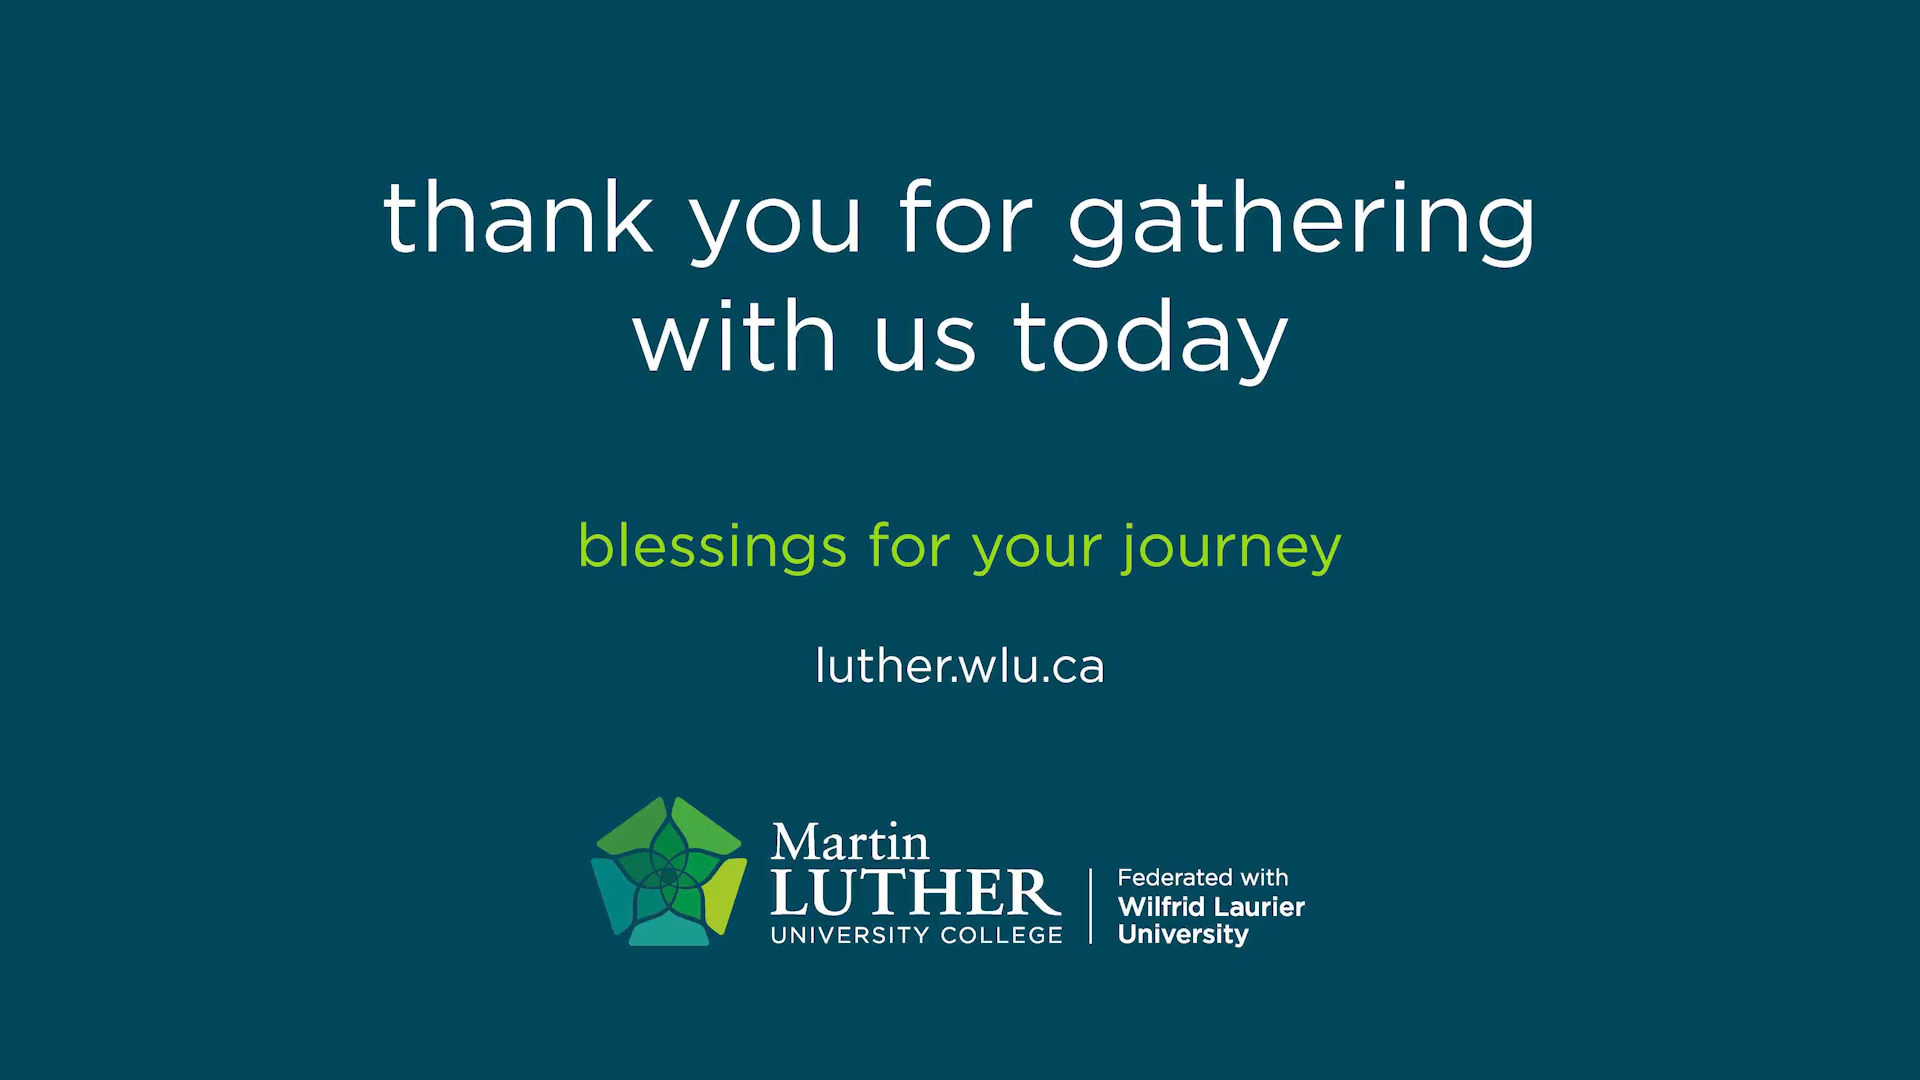 thank you for gathering
with us today
blessings for your journey
luther.wlu.ca
Martin
LUTHER
UNIVERSITY COLLEGE
Federated with
Wilfrid Laurier
University